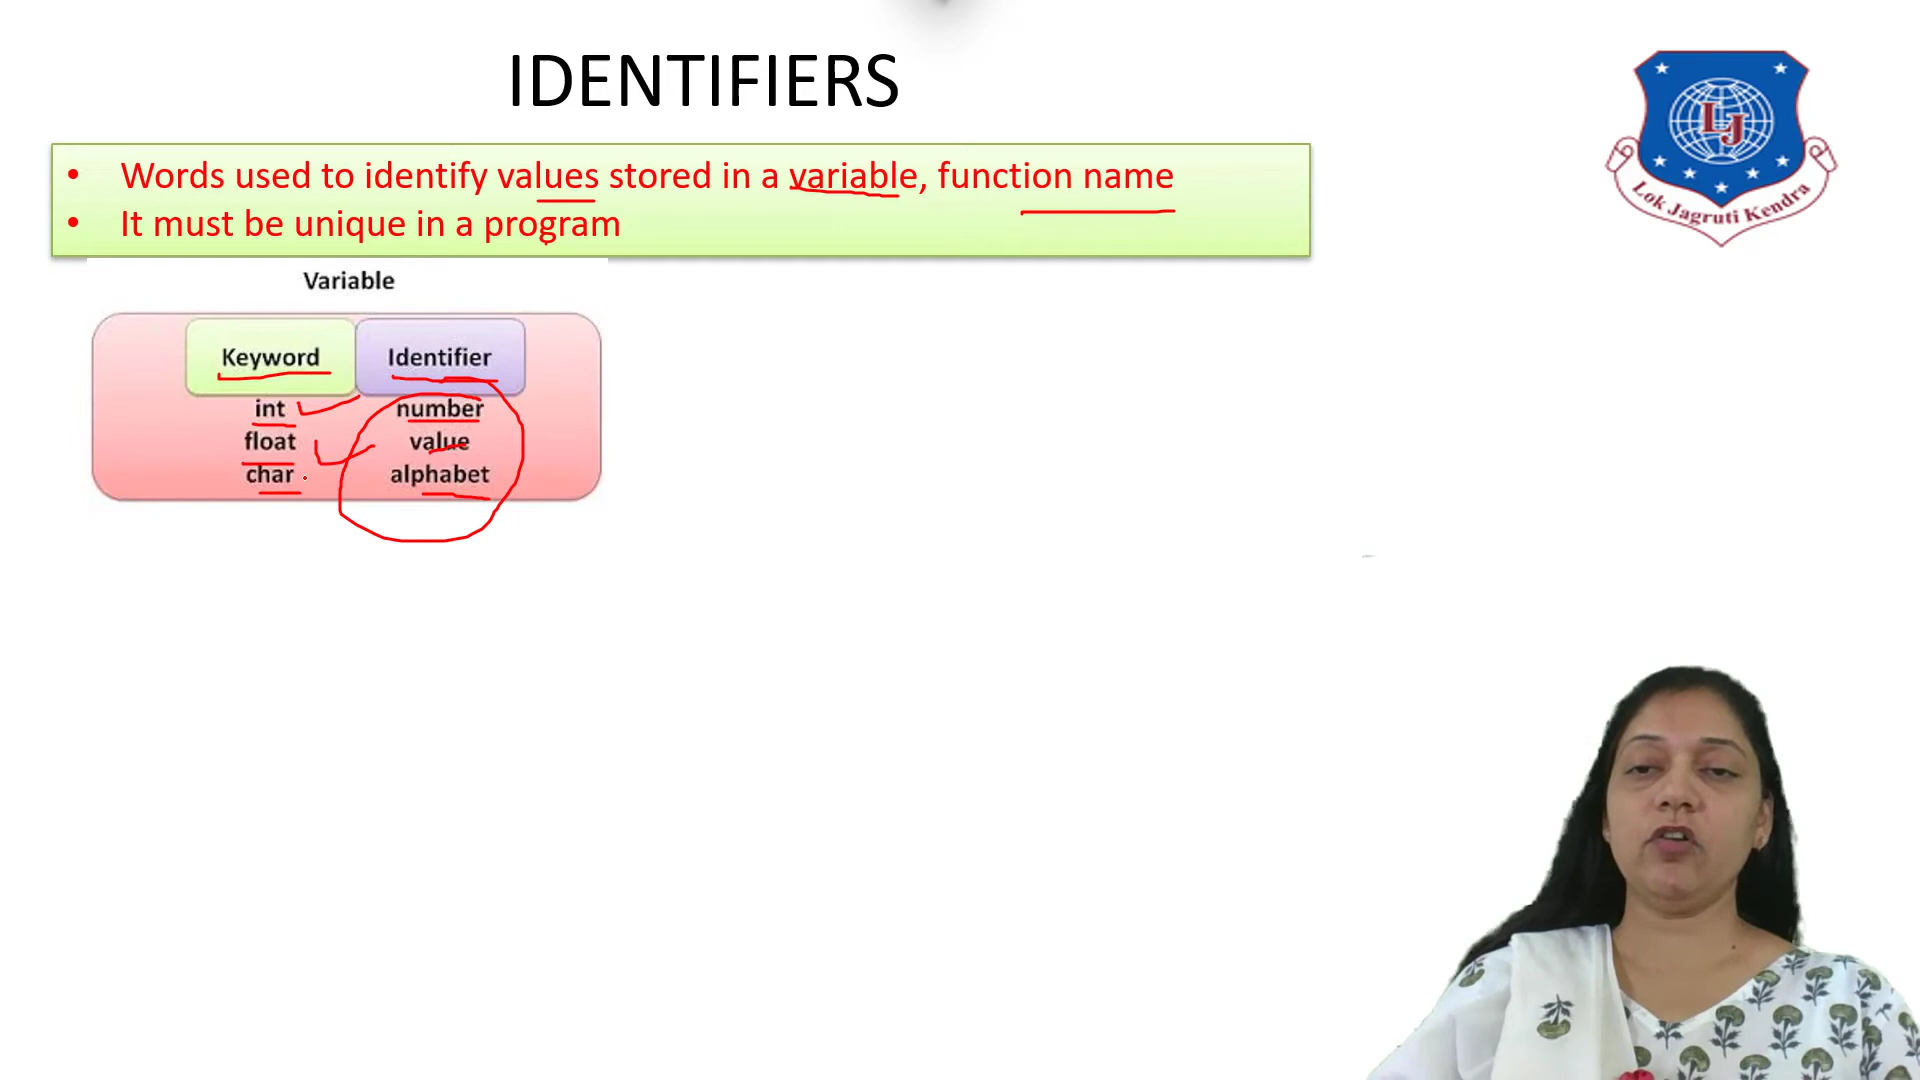 IDENTIFIERS
• Words used to identify values stored in a variable, function name
• It must be unique in a program
LJ
Lok Jagruti Kendra
Variable
Keyword Identifier
int number
float value
char alphabet